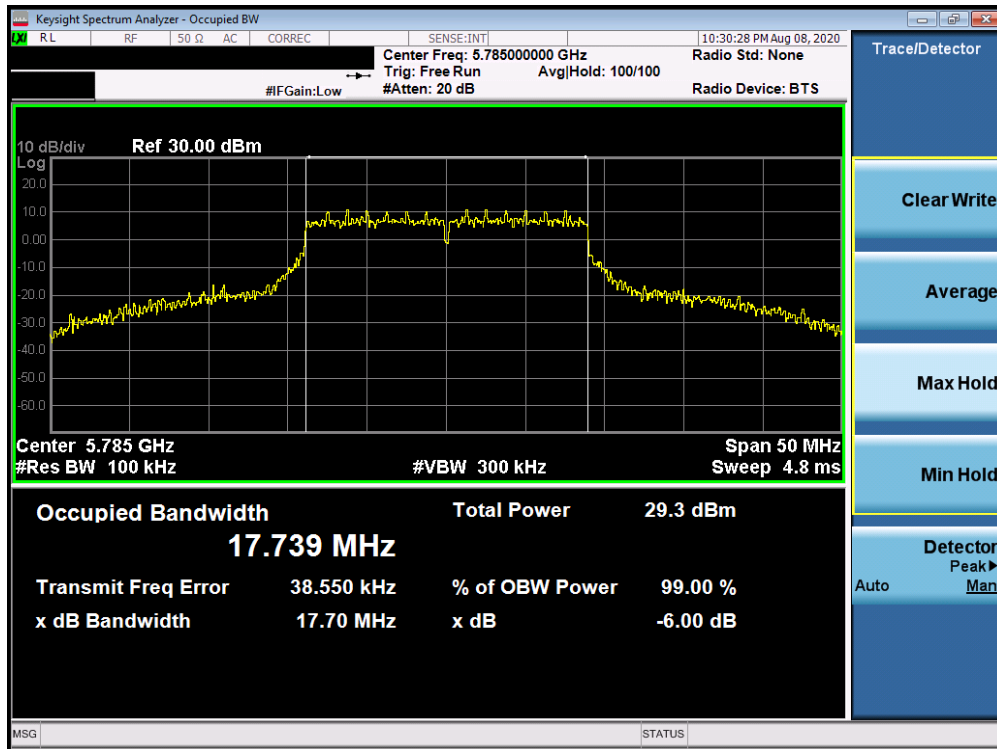 Keysight Spectrum Analyzer - Occupied BW
LXI RL RF 50 Ω AC CORREC SENSE:INT 10:30:28 PM Aug 08, 2020
Center Freq: 5.785000000 GHz Radio Std: None
Trig: Free Run Avg|Hold: 100/100
#IFGain:Low #Atten: 20 dB Radio Device: BTS
Trace/Detector
10 dB/div Ref 30.00 dBm
Log
20.0
10.0
0.00
-10.0
-20.0
-30.0
-40.0
-50.0
-60.0
Center 5.785 GHz Span 50 MHz
#Res BW 100 kHz #VBW 300 kHz Sweep 4.8 ms
Occupied Bandwidth Total Power 29.3 dBm
17.739 MHz
Transmit Freq Error 38.550 kHz % of OBW Power 99.00 %
x dB Bandwidth 17.70 MHz x dB -6.00 dB
Clear Write
Average
Max Hold
Min Hold
Detector
Peak▶
Auto Man
MSG STATUS